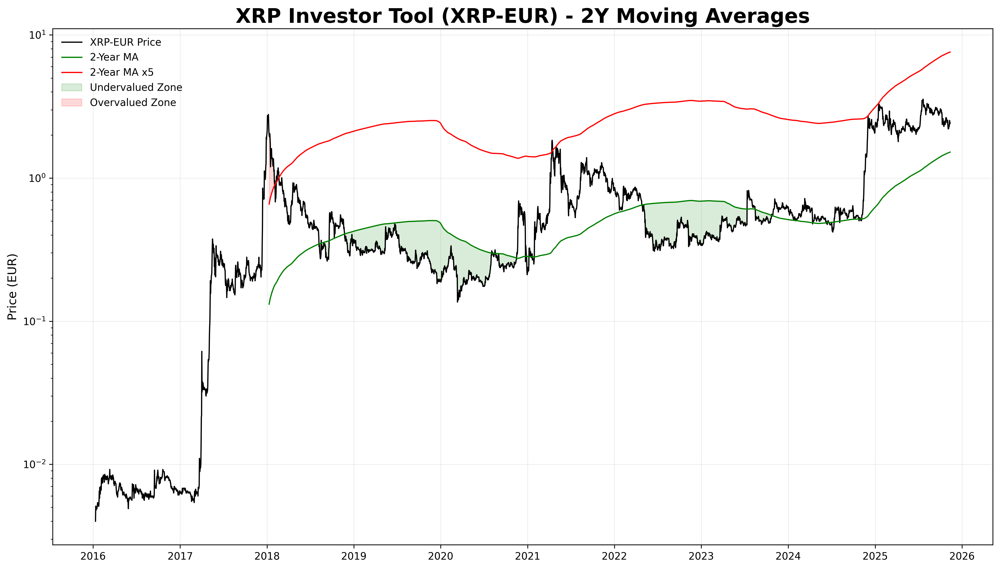 XRP Investor Tool (XRP-EUR) - 2Y Moving Averages
XRP-EUR Price
2-Year MA
2-Year MA x5
Undervalued Zone
Overvalued Zone
Price (EUR)
10¹
10⁰
10⁻¹
10⁻²
2016 2017 2018 2019 2020 2021 2022 2023 2024 2025 2026